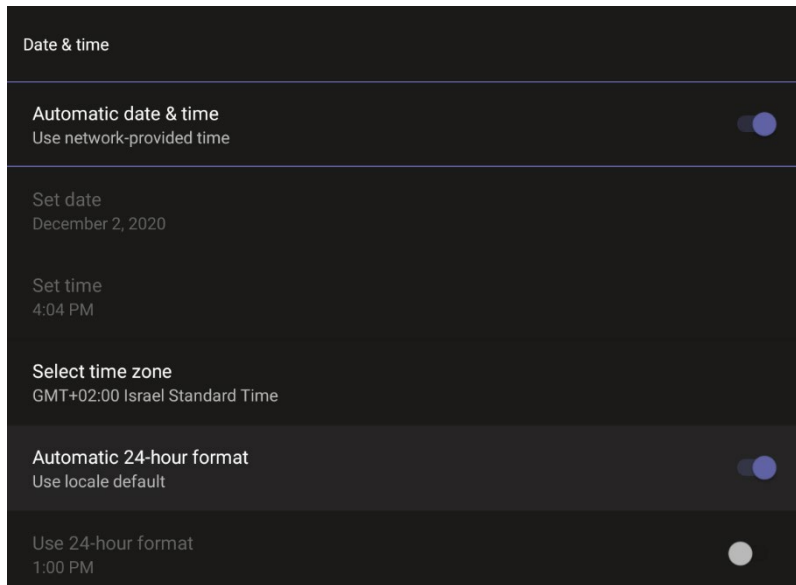 Date & time
Automatic date & time
Use network-provided time
Set date
December 2, 2020
Set time
4:04 PM
Select time zone
GMT+02:00 Israel Standard Time
Automatic 24-hour format
Use locale default
Use 24-hour format
1:00 PM